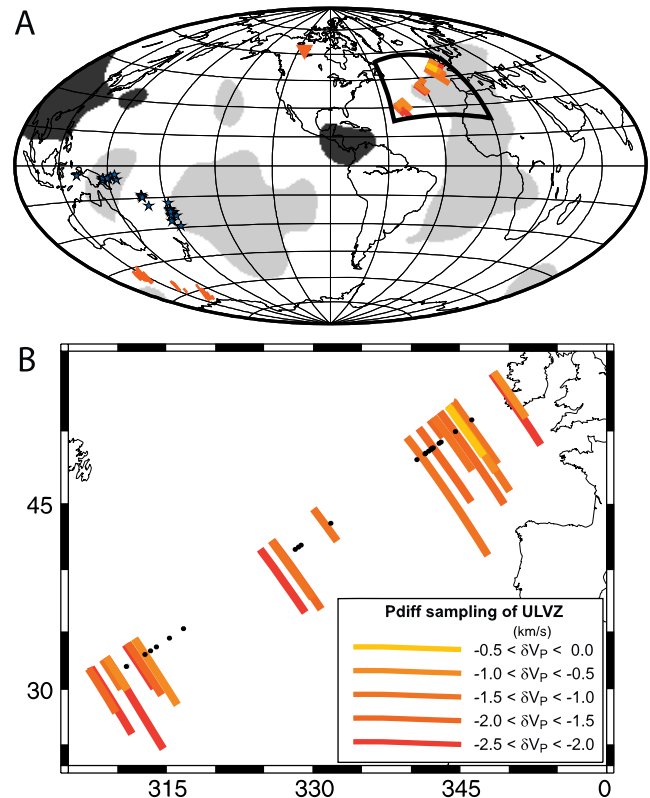 A
B
45
30
315
330
345
0
Pdiff sampling of ULVZ
(km/s)
-0.5 < δVP < 0.0
-1.0 < δVP < -0.5
-1.5 < δVP < -1.0
-2.0 < δVP < -1.5
-2.5 < δVP < -2.0